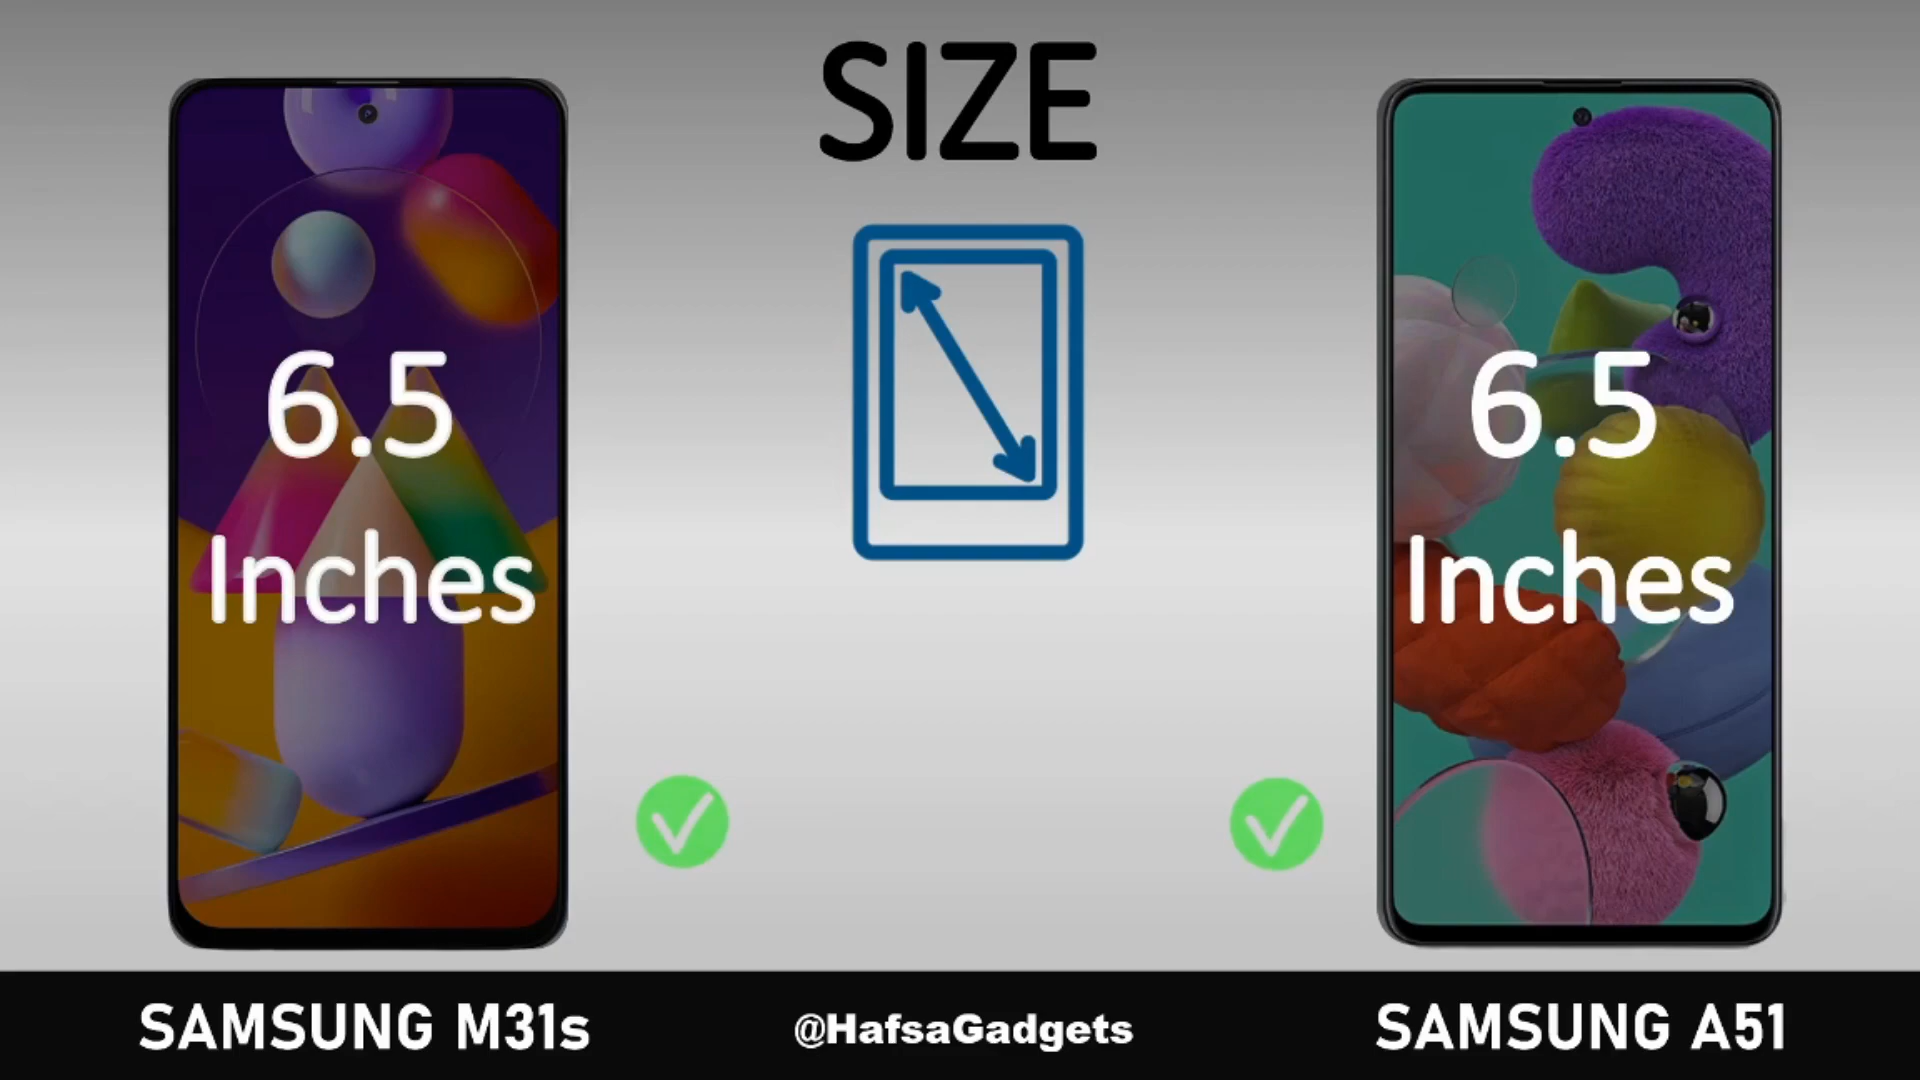 SIZE
6.5
Inches
6.5
Inches
SAMSUNG M31s
@HafsaGadgets
SAMSUNG A51